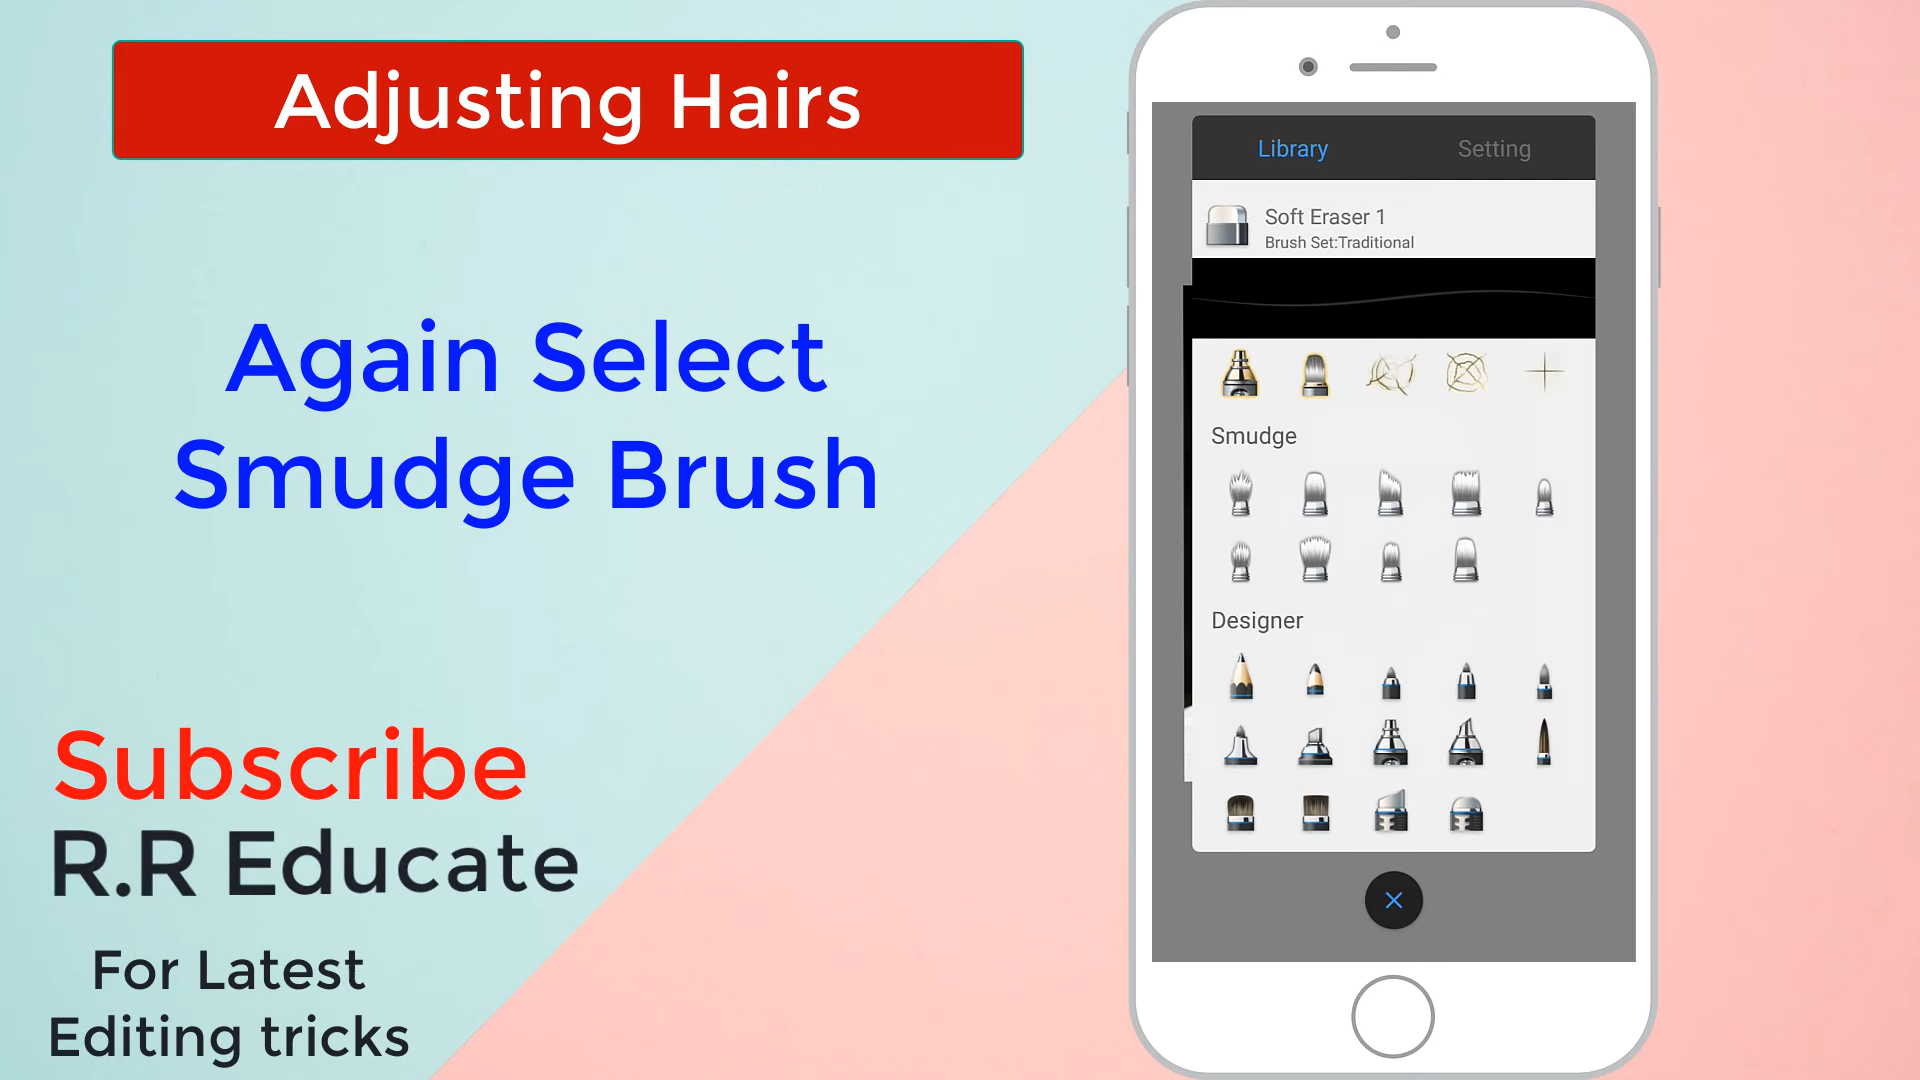 Adjusting Hairs
Again Select
Smudge Brush
Subscribe
R.R Educate
For Latest
Editing tricks
Library Setting
Soft Eraser 1
Brush Set:Traditional
Smudge
Designer